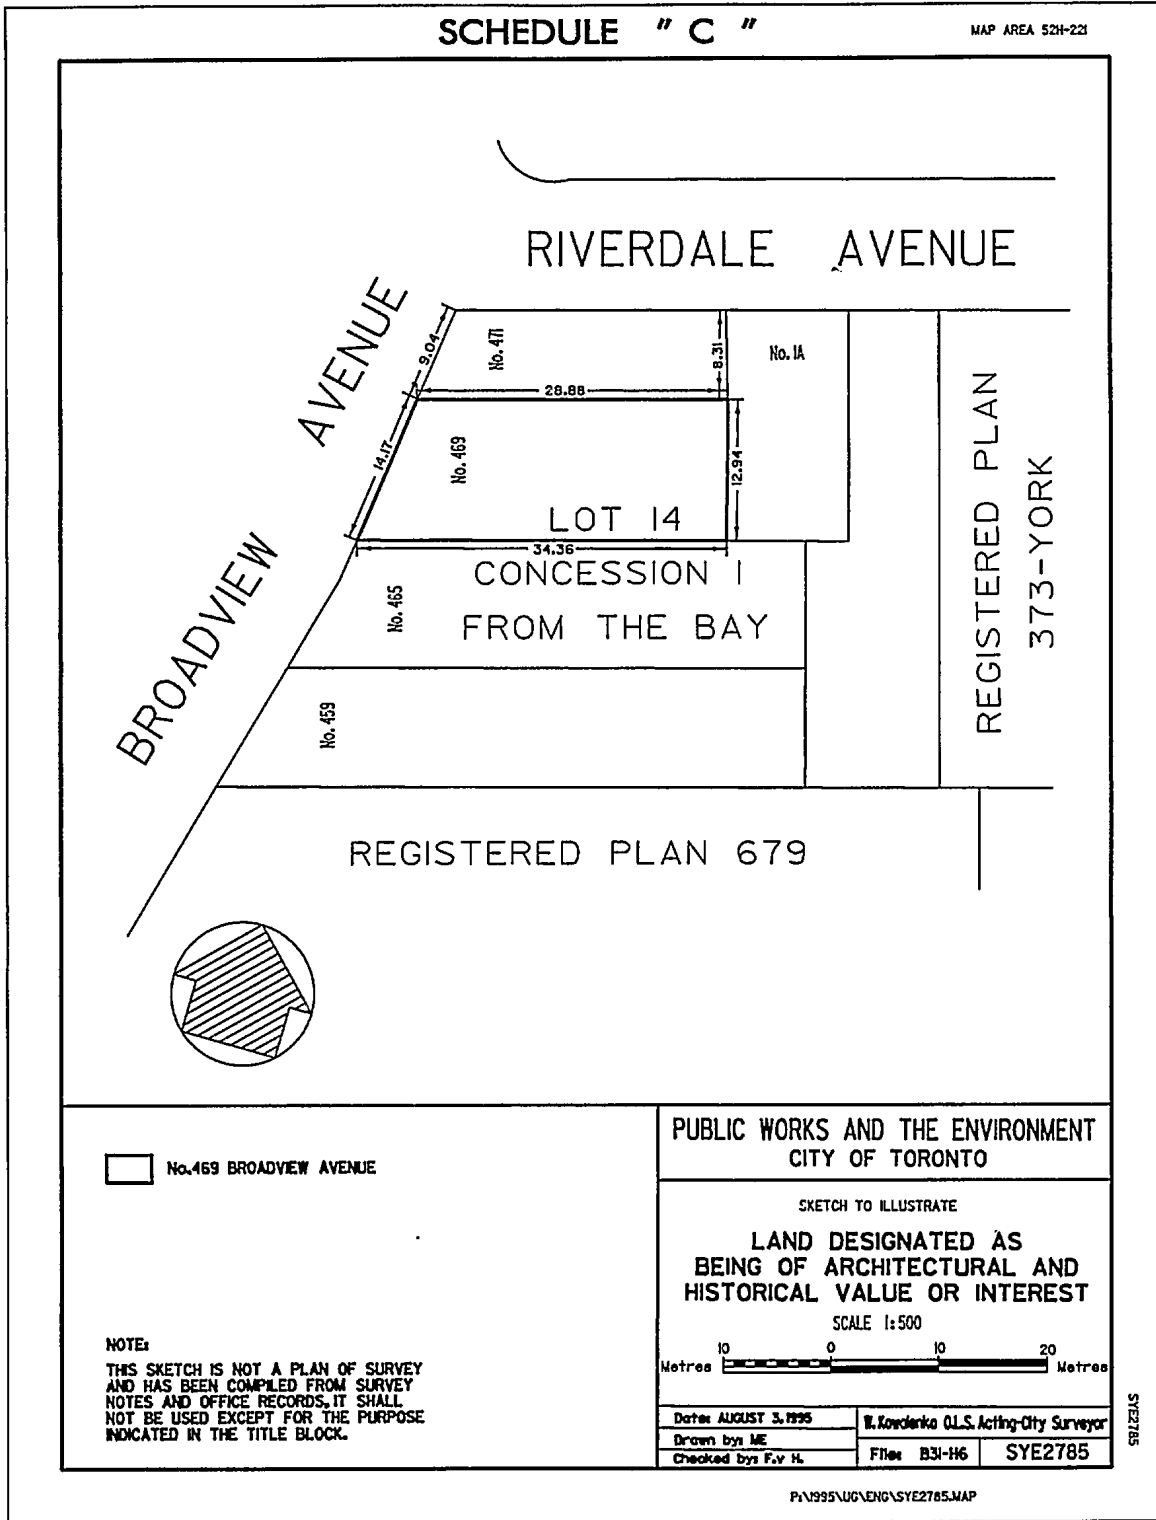 SCHEDULE "C"
MAP AREA 52H-221
RIVERDALE AVENUE
BROADVIEW AVENUE
9.04
No. 471
8.31
No. 1A
28.88
14.17
No. 469
12.94
LOT 14
34.36
CONCESSION 1
FROM THE BAY
No. 465
No. 459
REGISTERED PLAN
373-YORK
REGISTERED PLAN 679
No.469 BROADVIEW AVENUE
NOTE:
THIS SKETCH IS NOT A PLAN OF SURVEY
AND HAS BEEN COMPILED FROM SURVEY
NOTES AND OFFICE RECORDS. IT SHALL
NOT BE USED EXCEPT FOR THE PURPOSE
INDICATED IN THE TITLE BLOCK.
PUBLIC WORKS AND THE ENVIRONMENT
CITY OF TORONTO
SKETCH TO ILLUSTRATE
LAND DESIGNATED AS
BEING OF ARCHITECTURAL AND
HISTORICAL VALUE OR INTEREST
SCALE 1:500
10 0 10 20
Metres Metres
Date: AUGUST 3, 1995
W. Kowalenko O.L.S. Acting-City Surveyor
Drawn by: ME
Checked by: F.v H.
File: B31-H6
SYE2785
SYE2785
P:\1995\UG\ENG\SYE2785.MAP